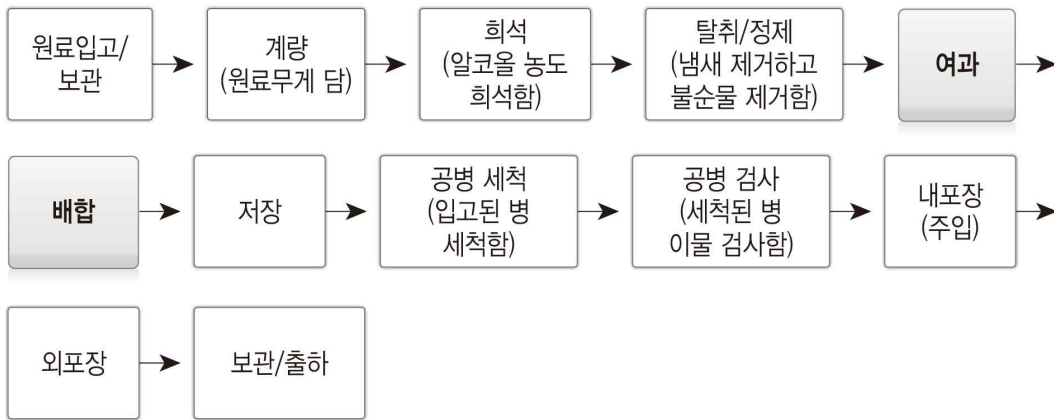 원료입고/
보관
계량
(원료무게 담)
희석
(알코올 농도
희석함)
탈취/정제
(냄새 제거하고
불순물 제거함)
여과
배합
저장
공병 세척
(입고된 병
세척함)
공병 검사
(세척된 병
이물 검사함)
내포장
(주입)
외포장
보관/출하